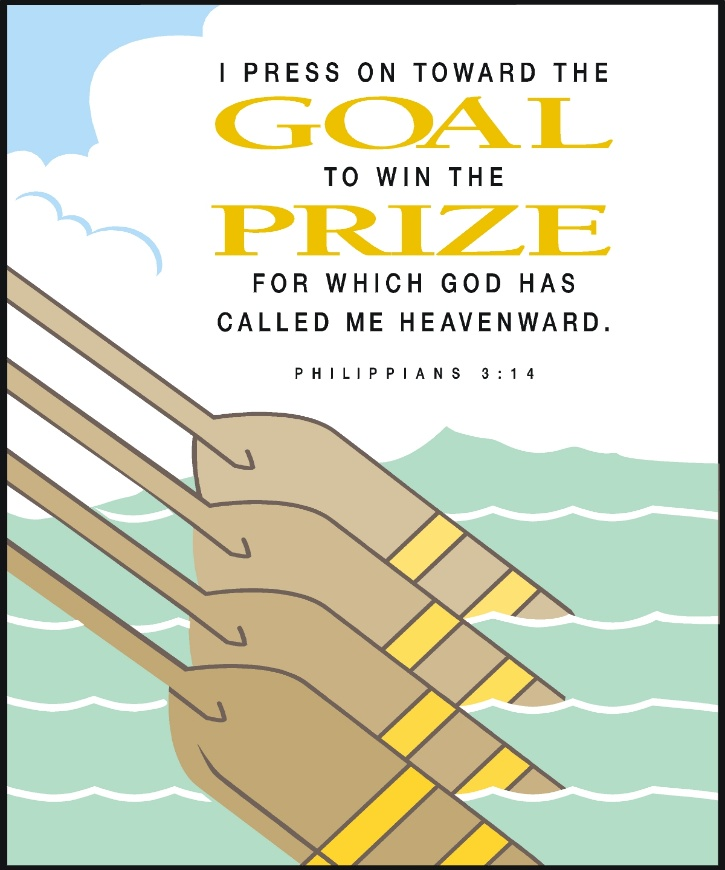 I PRESS ON TOWARD THE
GOAL
TO WIN THE
PRIZE
FOR WHICH GOD HAS
CALLED ME HEAVENWARD.
PHILIPPIANS 3:14